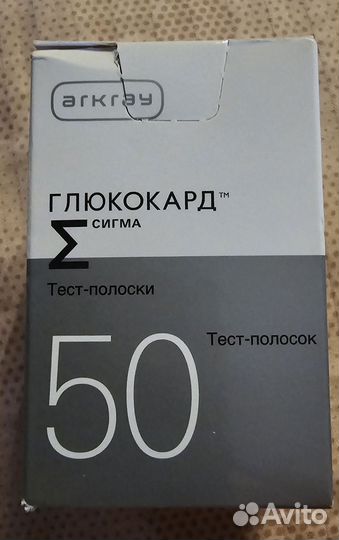 arkray
ГЛЮКОКАРД™
Σ СИГМА
Тест-полоски
50 Тест-полосок
Avito